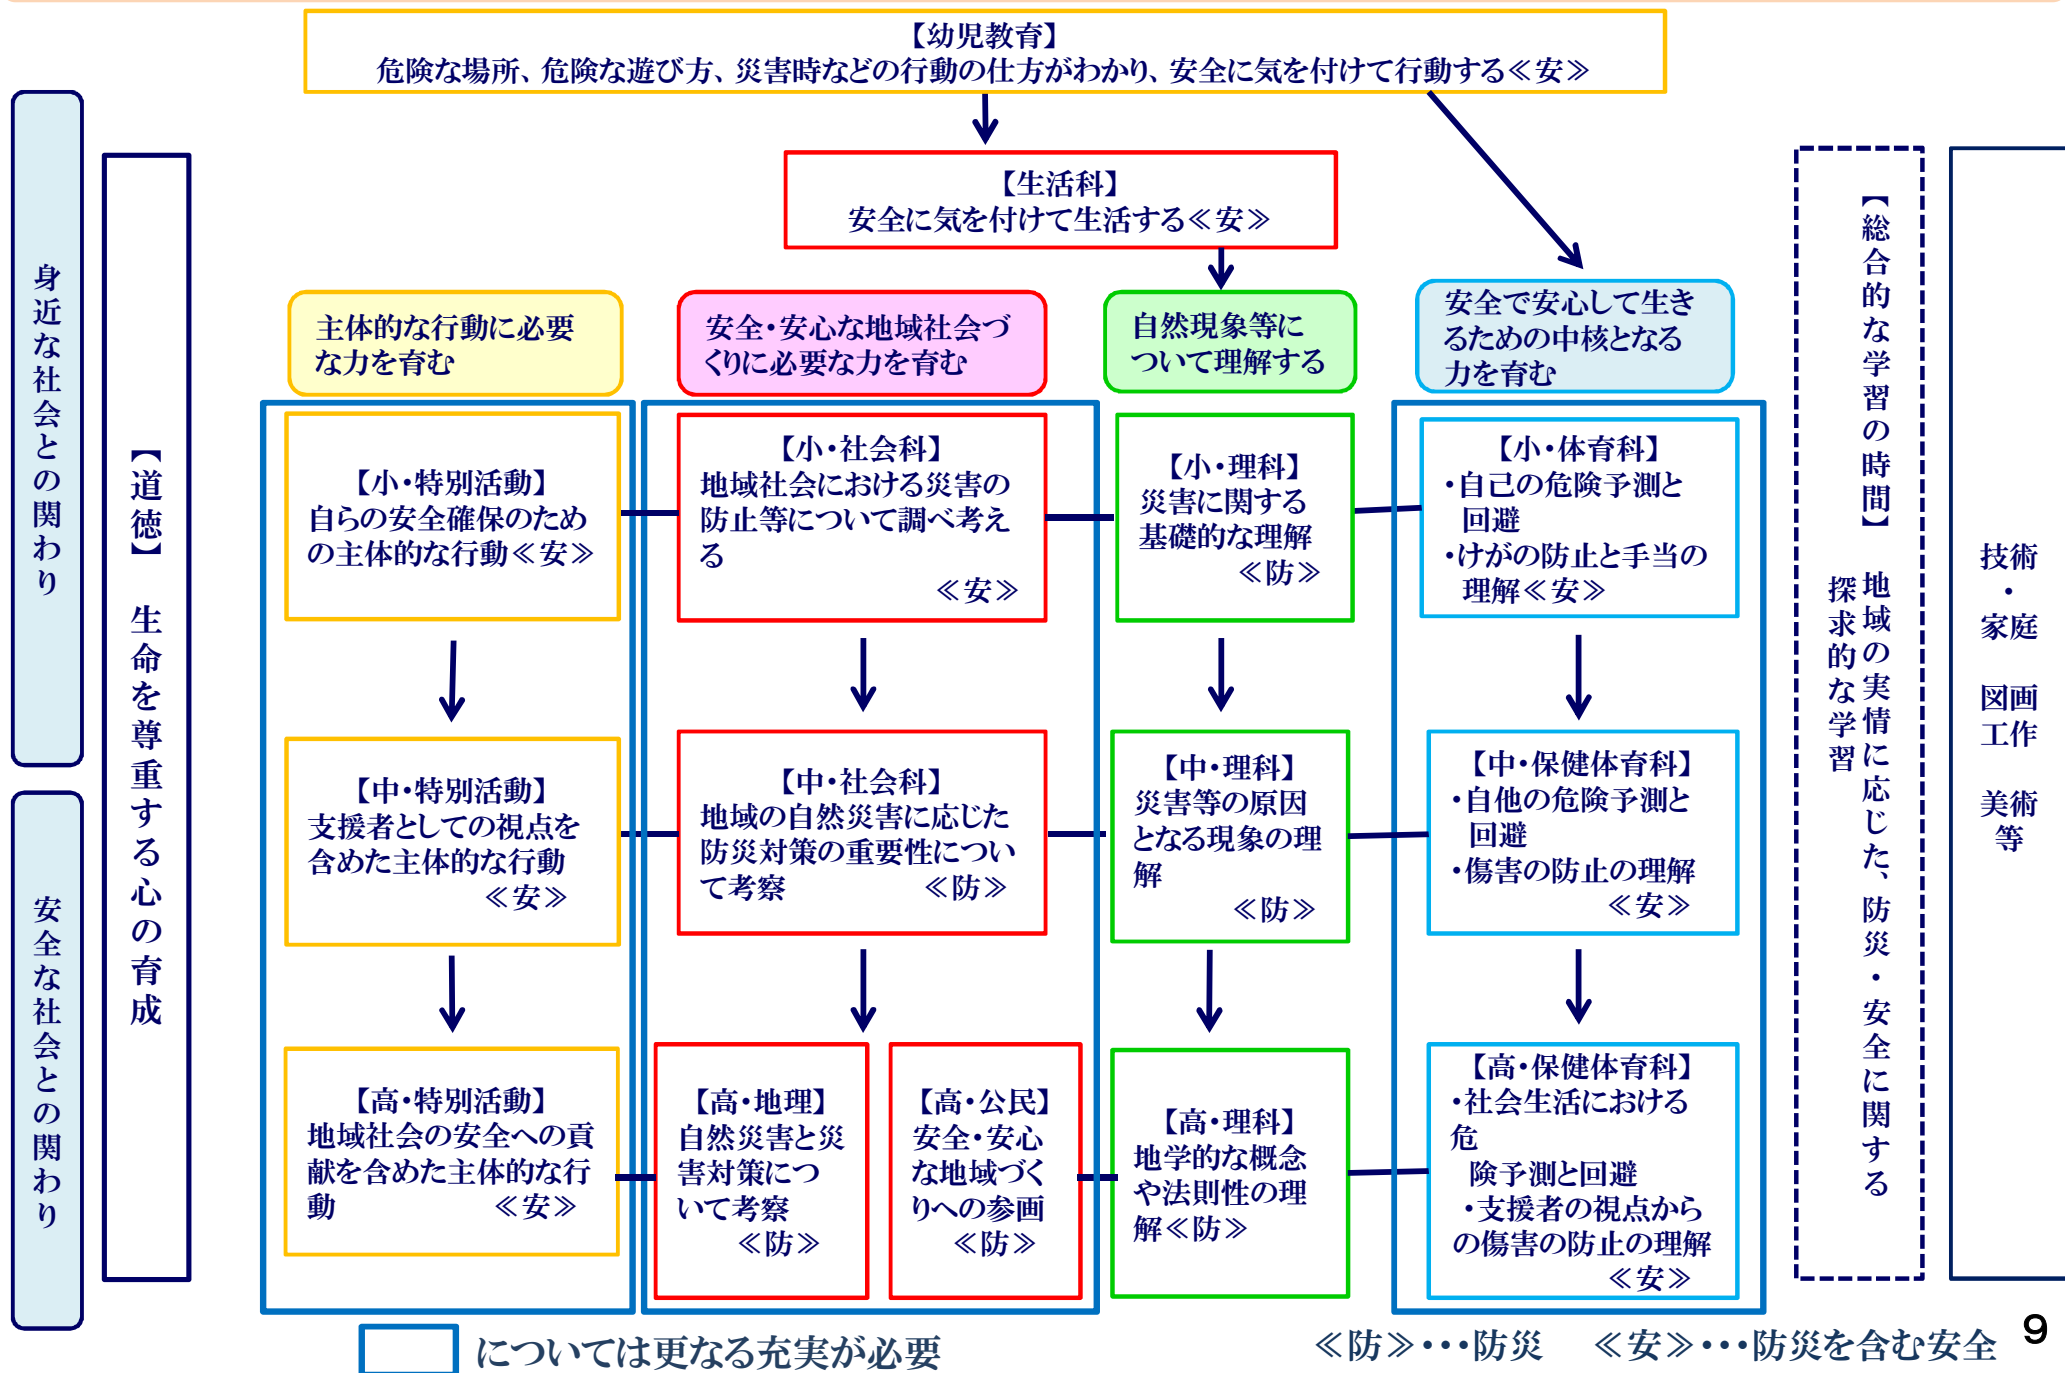 【幼児教育】
危険な場所、危険な遊び方、災害時などの行動の仕方がわかり、安全に気を付けて行動する≪安≫
【生活科】
安全に気を付けて生活する≪安≫
身近な社会との関わり
安全な社会との関わり
【道徳】　生命を尊重する心の育成
主体的な行動に必要
な力を育む
安全・安心な地域社会づ
くりに必要な力を育む
自然現象等に
ついて理解する
安全で安心して生き
るための中核となる
力を育む
【小・特別活動】
自らの安全確保のため
の主体的な行動≪安≫
【小・社会科】
地域社会における災害の
防止等について調べ考え
る
≪安≫
【小・理科】
災害に関する
基礎的な理解
≪防≫
【小・体育科】
・自己の危険予測と
回避
・けがの防止と手当の
理解≪安≫
【中・特別活動】
支援者としての視点を
含めた主体的な行動
≪安≫
【中・社会科】
地域の自然災害に応じた
防災対策の重要性につい
て考察　　　　≪防≫
【中・理科】
災害等の原因
となる現象の理
解
≪防≫
【中・保健体育科】
・自他の危険予測と
回避
・傷害の防止の理解
≪安≫
【高・特別活動】
地域社会の安全への貢
献を含めた主体的な行
動　　　　　≪安≫
【高・地理】
自然災害と災
害対策につ
いて考察
≪防≫
【高・公民】
安全・安心
な地域づく
りへの参画
≪防≫
【高・理科】
地学的な概念
や法則性の理
解≪防≫
【高・保健体育科】
・社会生活における
危
険予測と回避
・支援者の視点から
の傷害の防止の理解
≪安≫
【総合的な学習の時間】　地域の実情に応じた、防災・安全に関する
探求的な学習
技術
・
家庭
図画
工作
美術
等
については更なる充実が必要
≪防≫・・・防災　≪安≫・・・防災を含む安全
9